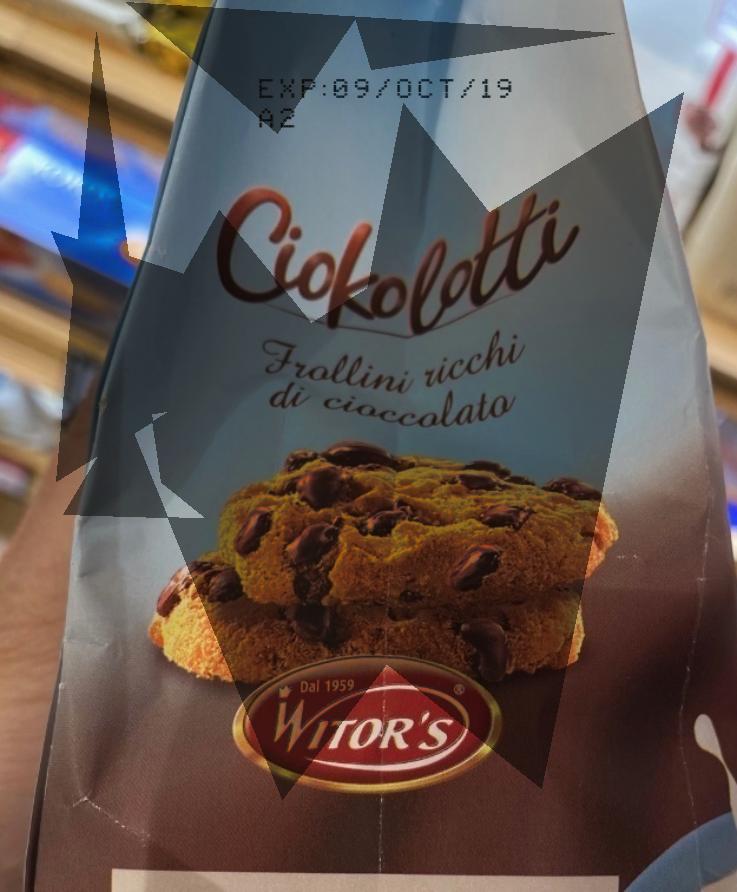 EXP:09/OCT/19
A2
Ciokolotti
Frollini ricchi
di cioccolato
Dal 1959
®
WITOR'S